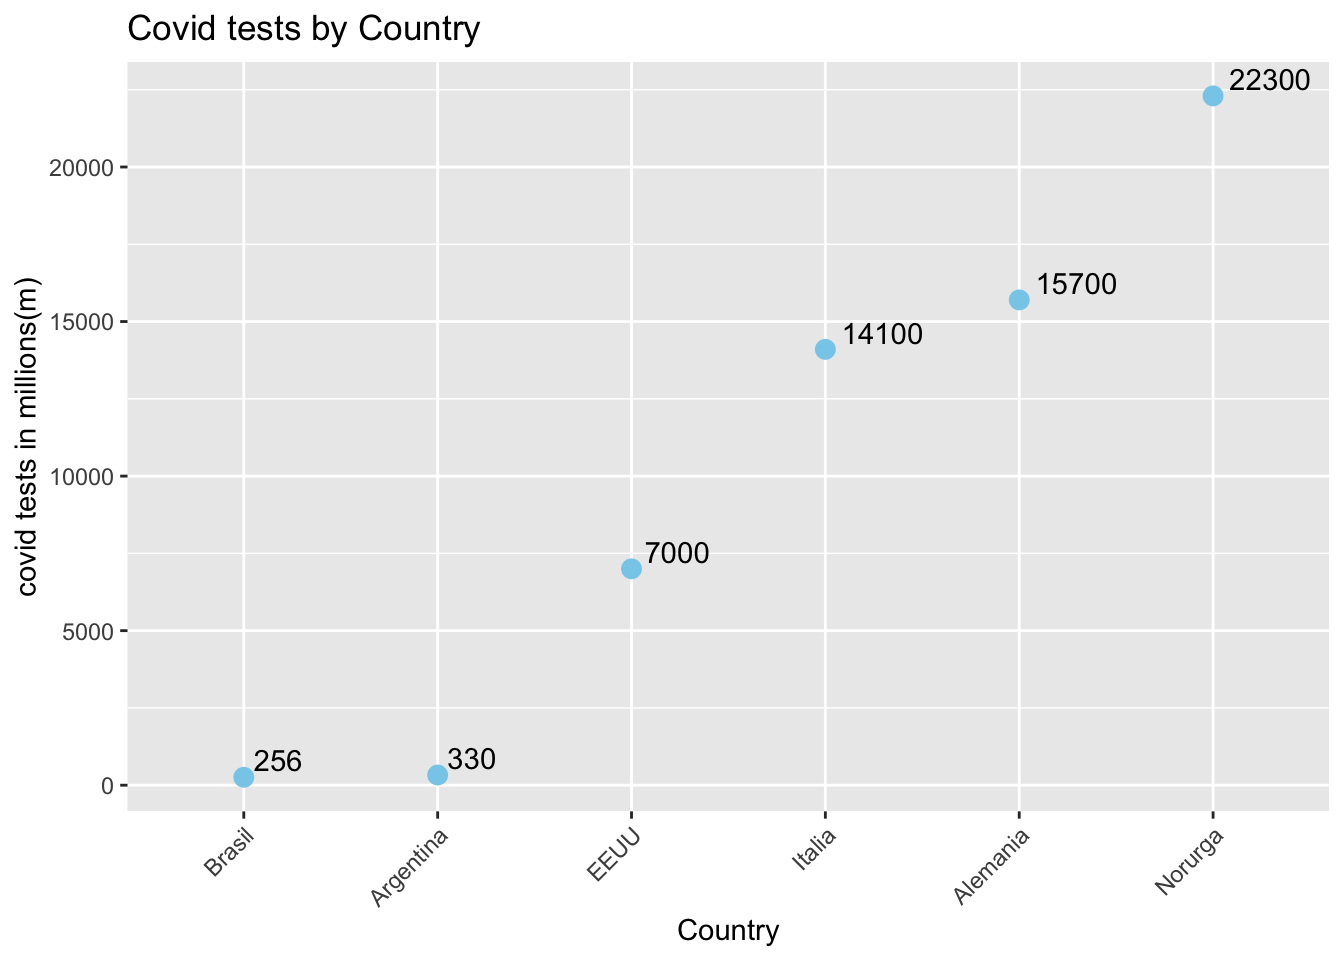 Covid tests by Country
covid tests in millions(m)
20000
15000
10000
5000
0
22300
15700
14100
7000
256
330
Brasil
Argentina
EEUU
Italia
Alemania
Norurga
Country